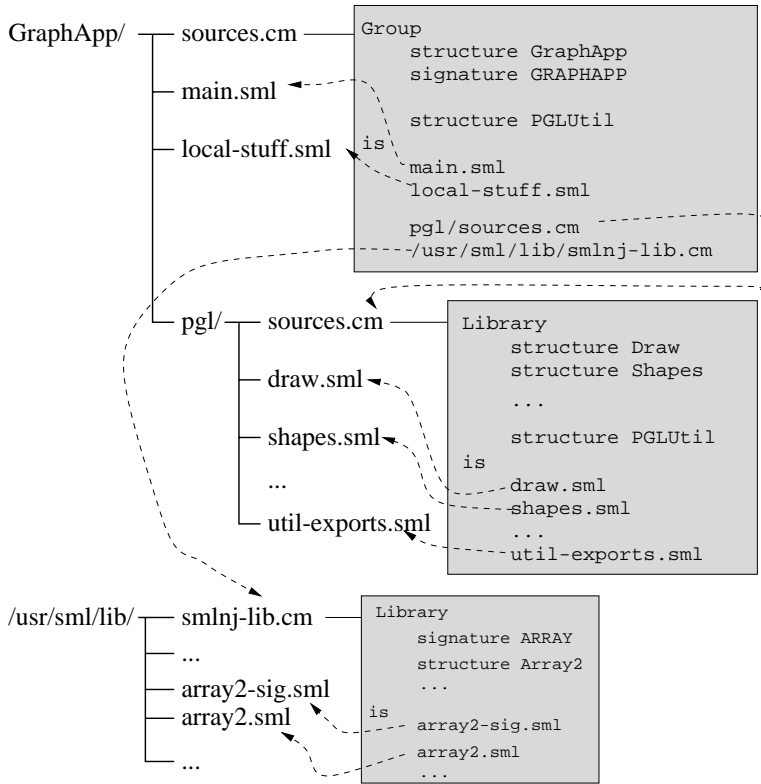 GraphApp/
sources.cm
main.sml
local-stuff.sml
Group
structure GraphApp
signature GRAPHAPP
structure PGLUtil
is
main.sml
local-stuff.sml
pgl/sources.cm
/usr/sml/lib/smlnj-lib.cm
pgl/
sources.cm
draw.sml
shapes.sml
...
util-exports.sml
Library
structure Draw
structure Shapes
...
structure PGLUtil
is
draw.sml
shapes.sml
...
util-exports.sml
/usr/sml/lib/
smlnj-lib.cm
...
array2-sig.sml
array2.sml
...
Library
signature ARRAY
structure Array2
...
is
array2-sig.sml
array2.sml
...